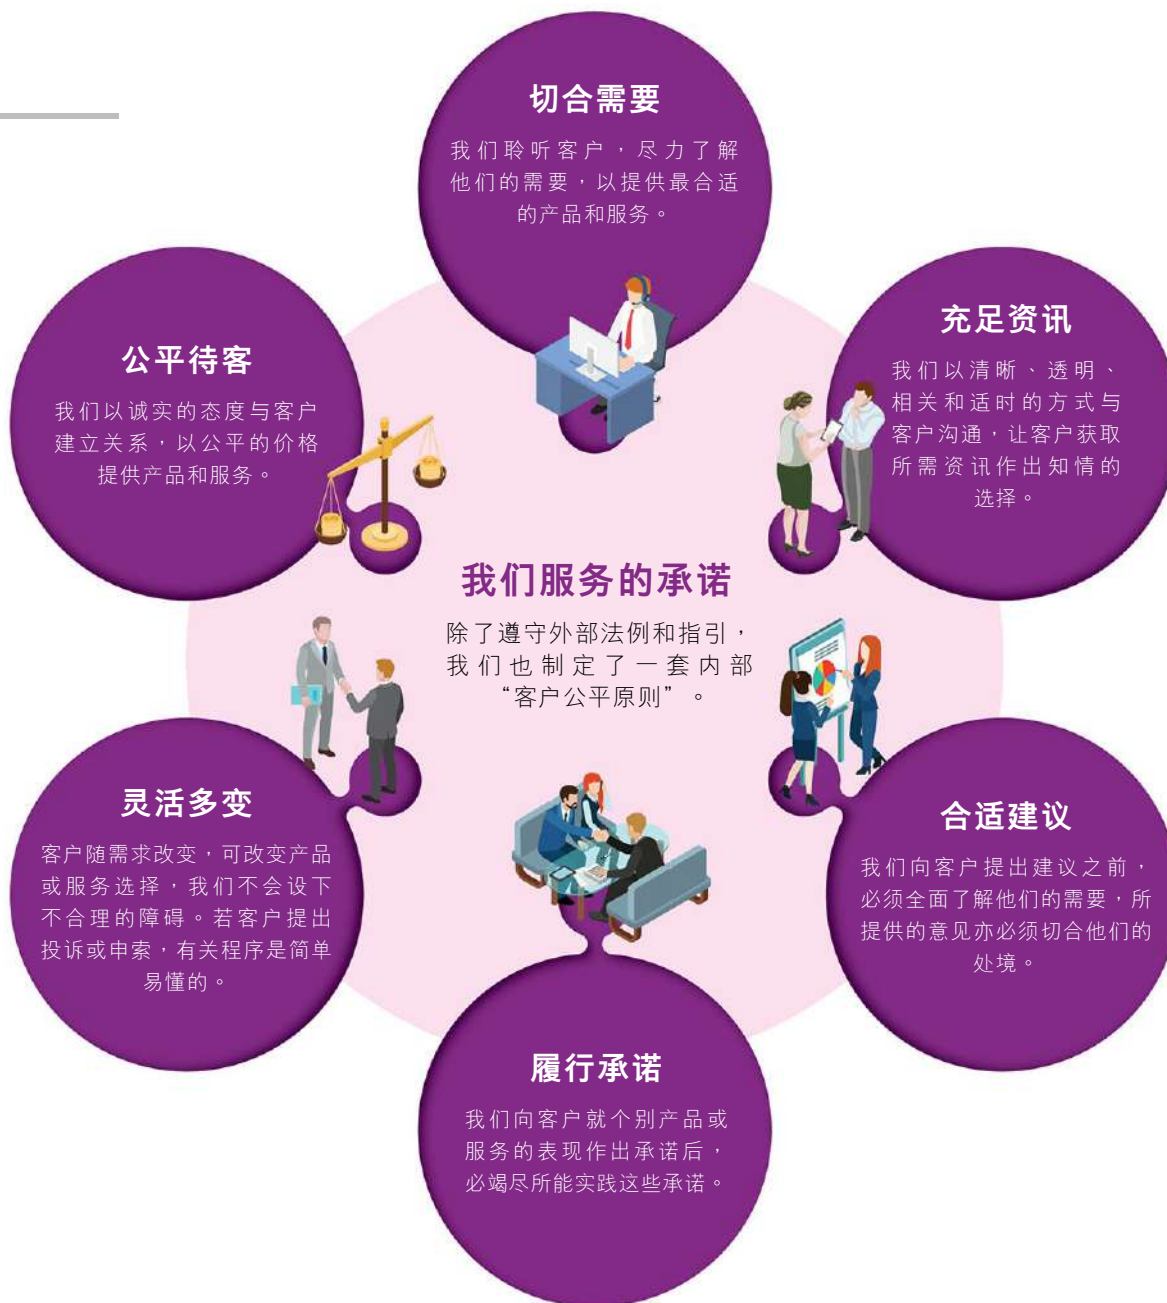 切合需要
我们聆听客户，尽力了解
他们的需要，以提供最合适
的产品和服务。
充足资讯
我们以清晰、透明、
相关和适时的方式与
客户沟通，让客户获取
所需资讯作出知情的
选择。
公平待客
我们以诚实的态度与客户
建立关系，以公平的价格
提供产品和服务。
我们服务的承诺
除了遵守外部法例和指引，
我们也制定了一套内部
“客户公平原则”。
灵活多变
客户随需求改变，可改变产品
或服务选择，我们不会设下
不合理的障碍。若客户提出
投诉或申索，有关程序是简单
易懂的。
合适建议
我们向客户提出建议之前，
必须全面了解他们的需要，所
提供的意见亦必须切合他们的
处境。
履行承诺
我们向客户就个别产品或
服务的表现作出承诺后，
必竭尽所能实践这些承诺。